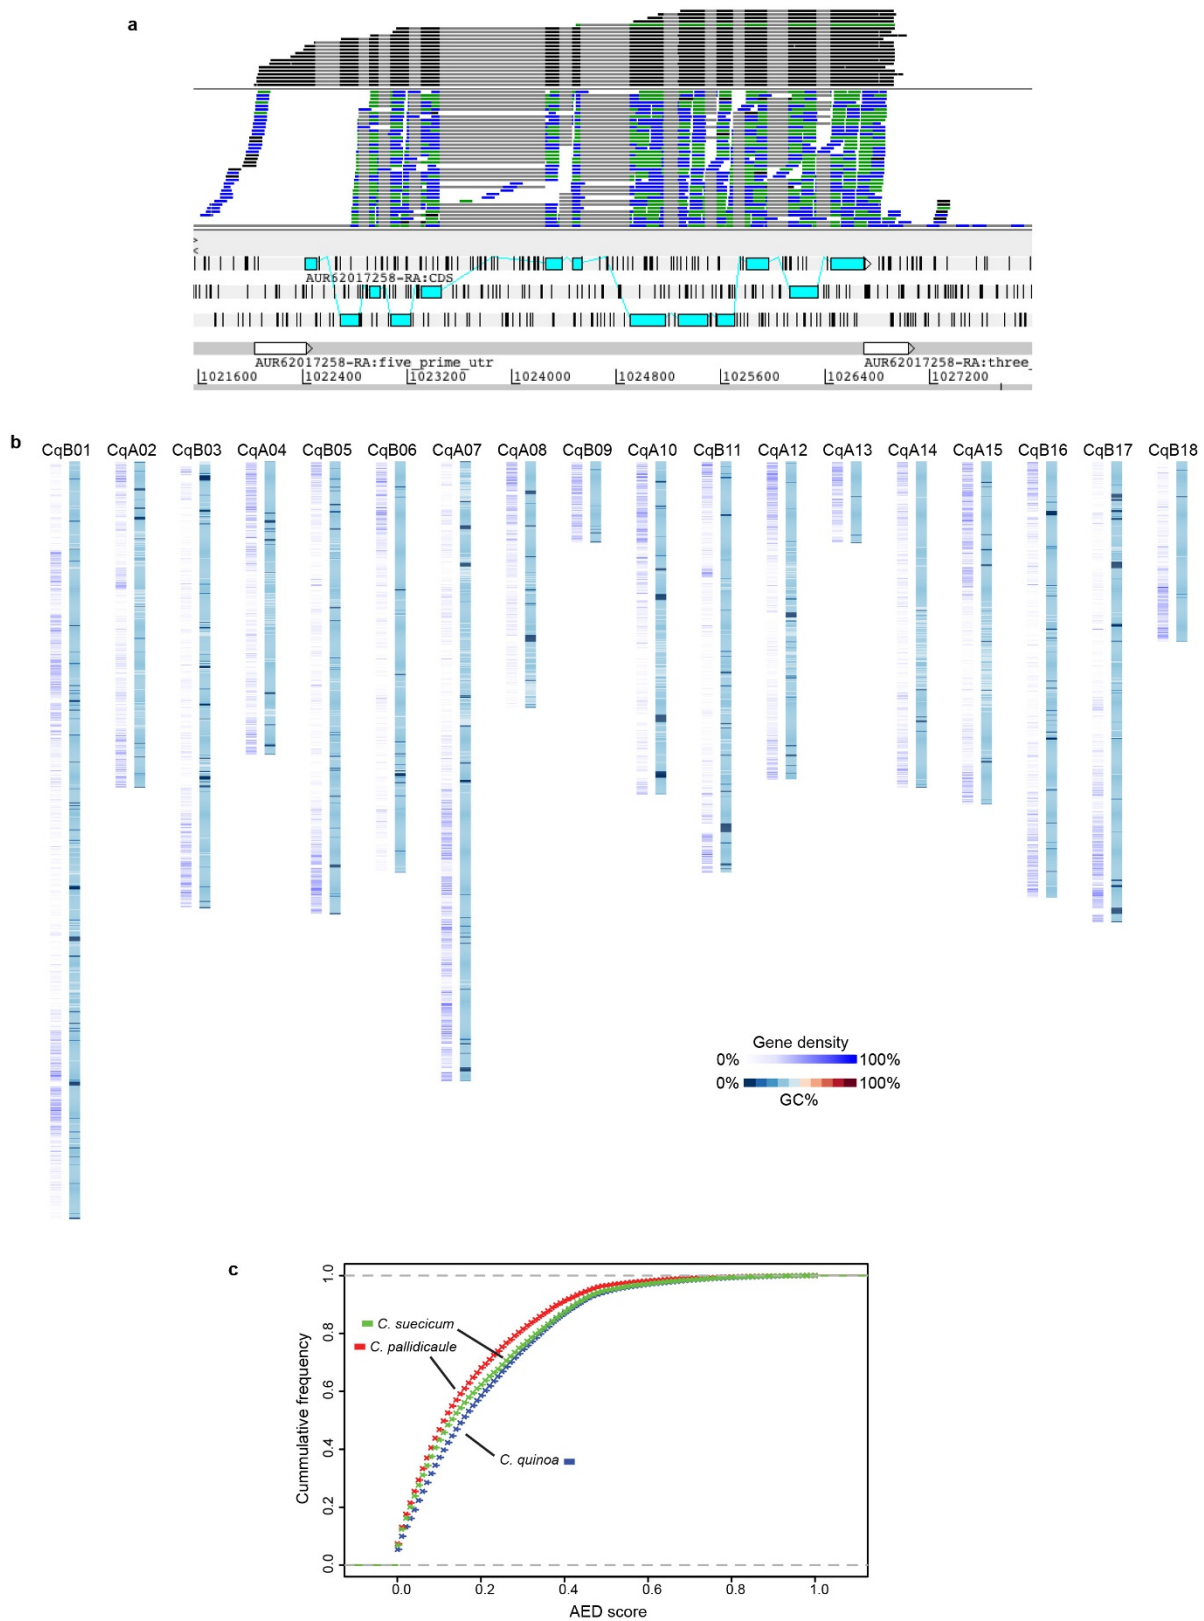 a
>
<
AUR62017258-RA:CDS
AUR62017258-RA:five_prime_utr AUR62017258-RA:three_
1021600 1022400 1023200 1024000 1024800 1025600 1026400 1027200
b
CqB01 CqA02 CqB03 CqA04 CqB05 CqB06 CqA07 CqA08 CqB09 CqA10 CqB11 CqA12 CqA13 CqA14 CqA15 CqB16 CqB17 CqB18
Gene density
0% 100%
0% 100%
GC%
c
1.0
0.8
0.6
0.4
0.2
0.0
Cummulative frequency
C. suecicum
C. pallidicaule
C. quinoa
0.0 0.2 0.4 0.6 0.8 1.0
AED score